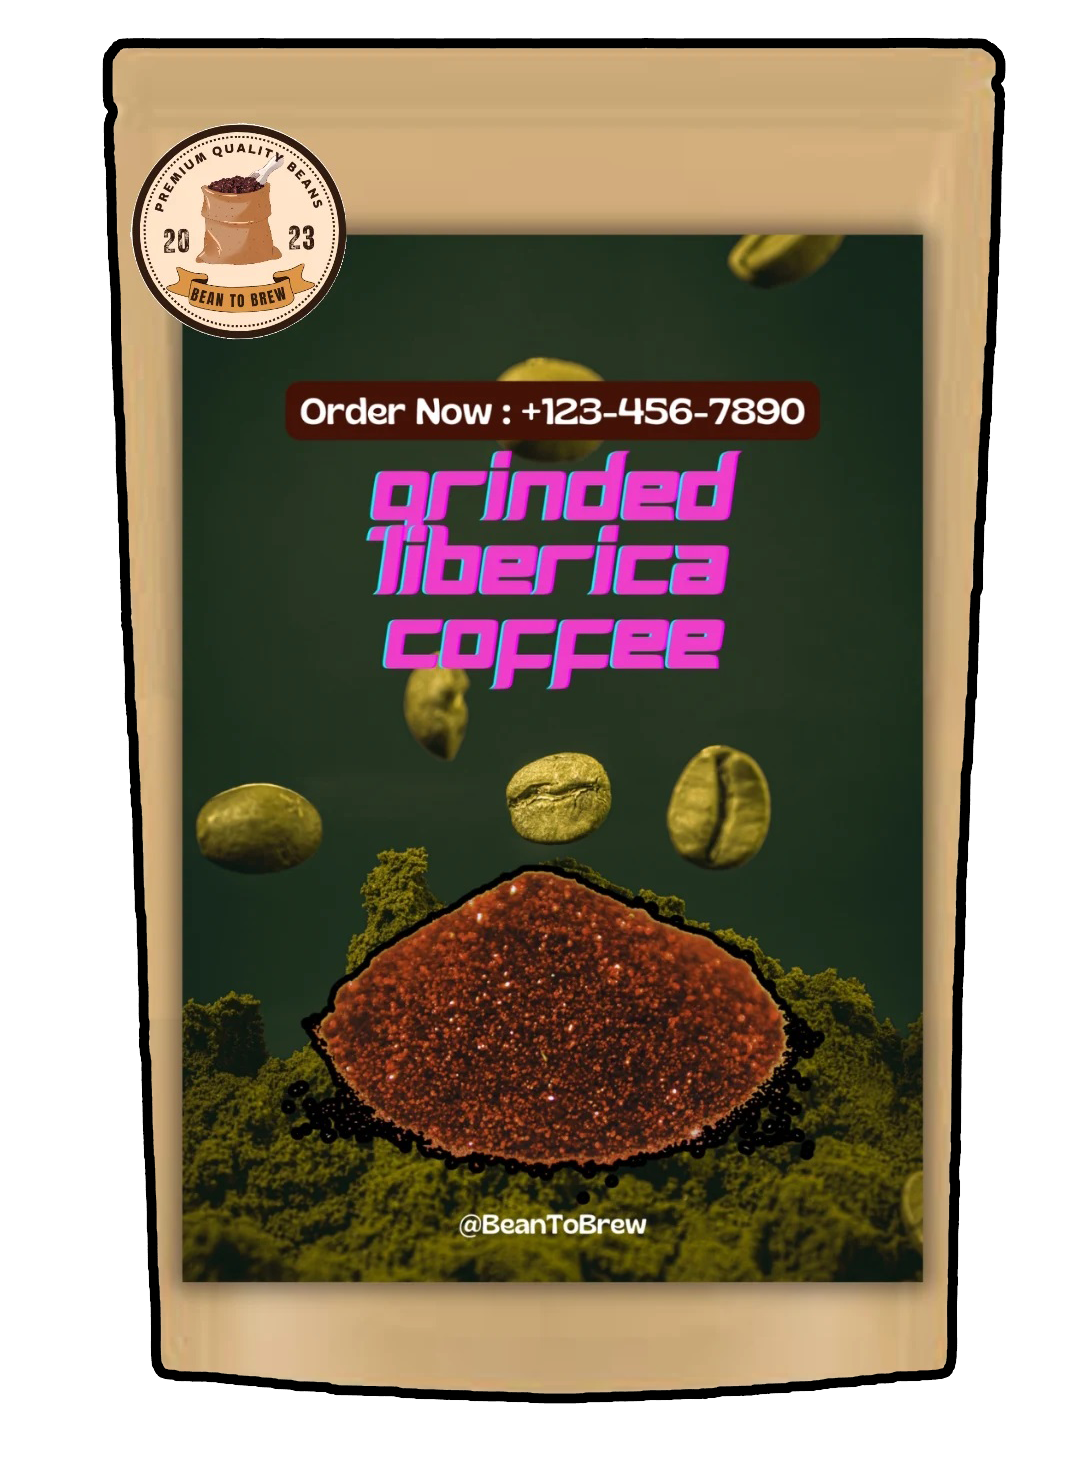 PREMIUM QUALITY BEANS
20 23
BEAN TO BREW
Order Now : +123-456-7890
grinded
liberica
coffee
@BeanToBrew